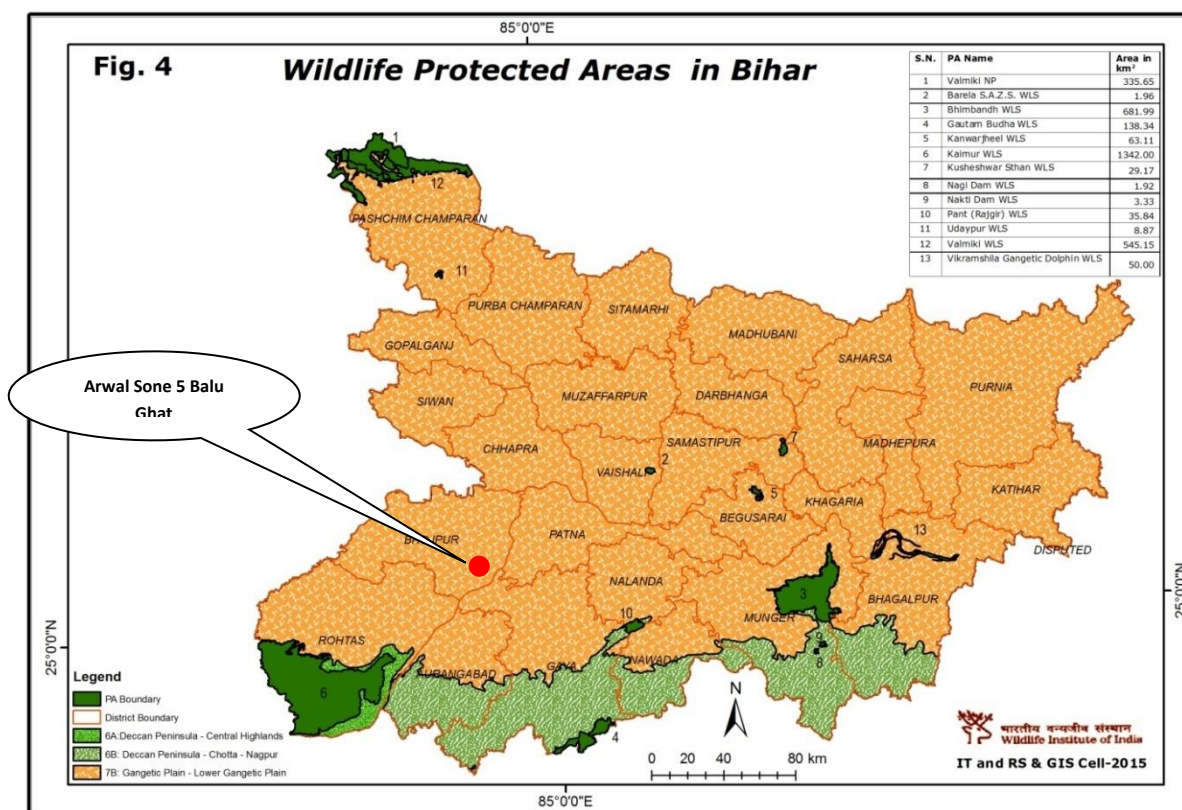 85°0'0"E
Fig. 4
Wildlife Protected Areas in Bihar
S.N. PA Name Area in km²
1 Valmiki NP 335.65
2 Barela S.A.Z.S. WLS 1.96
3 Bhimbandh WLS 681.99
4 Gautam Budha WLS 138.34
5 Kanwarjheel WLS 63.11
6 Kaimur WLS 1342.00
7 Kusheshwar Sthan WLS 29.17
8 Nagi Dam WLS 1.92
9 Nakti Dam WLS 3.33
10 Pant (Rajgir) WLS 35.84
11 Udaypur WLS 8.87
12 Valmiki WLS 545.15
13 Vikramshila Gangetic Dolphin WLS 50.00
1
12
PASHCHIM CHAMPARAN
11
PURBA CHAMPARAN
SITAMARHI
MADHUBANI
GOPALGANJ
SAHARSA
Arwal Sone 5 Balu
Ghat
SIWAN
MUZAFFARPUR
DARBHANGA
PURNIA
CHHAPRA
SAMASTIPUR
7
MADHEPURA
VAISHALI
2
5
KHAGARIA
KATIHAR
BEGUSARAI
BHOJPUR
PATNA
13
DISPUTED
NALANDA
3
BHAGALPUR
10
MUNGER
25°0'0"N
25°0'0"N
ROHTAS
9
NAWADA
GAYA
8
AURANGABAD
6
4
Legend
PA Boundary
District Boundary
6A:Deccan Peninsula - Central Highlands
6B: Deccan Peninsula - Chotta - Nagpur
7B: Gangetic Plain - Lower Gangetic Plain
N
0 20 40 80 km
भारतीय वन्यजीव संस्थान
Wildlife Institute of India
IT and RS & GIS Cell-2015
85°0'0"E